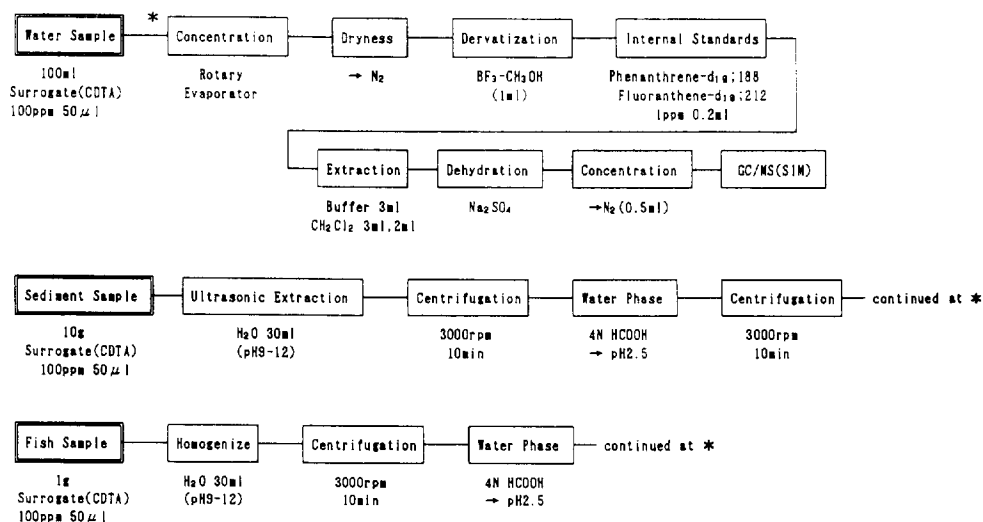 *
Water Sample Concentration Dryness Dervatization Internal Standards
100ml Rotary → N₂ BF₃-CH₃OH Phenanthrene-d₁₀;188
Surrogate(CDTA) Evaporator (1ml) Fluoranthene-d₁₀;212
100ppm 50μl 1ppm 0.2ml
Extraction Dehydration Concentration GC/MS(SIM)
Buffer 3ml Na₂SO₄ →N₂(0.5ml)
CH₂Cl₂ 3ml,2ml
Sediment Sample Ultrasonic Extraction Centrifugation Water Phase Centrifugation continued at *
10g H₂O 30ml 3000rpm 4N HCOOH 3000rpm
Surrogate(CDTA) (pH9-12) 10min → pH2.5 10min
100ppm 50μl
Fish Sample Homogenize Centrifugation Water Phase continued at *
1g H₂O 30ml 3000rpm 4N HCOOH
Surrogate(CDTA) (pH9-12) 10min → pH2.5
100ppm 50μl